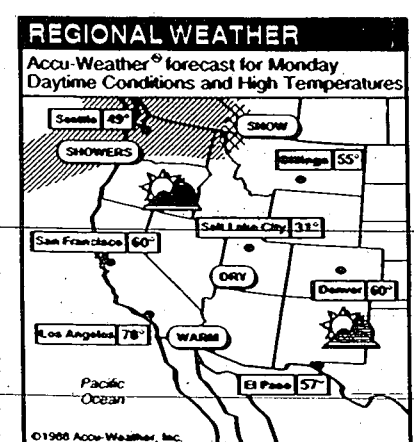 REGIONAL WEATHER
Accu-Weather® forecast for Monday
Daytime Conditions and High Temperatures
Seattle 49°
SNOW
SHOWERS
Billings 55°
Salt Lake City 31°
San Francisco 60°
DRY
Denver 60°
Los Angeles 78°
WARM
Pacific
Ocean
El Paso 57°
©1988 Accu-Weather, Inc.